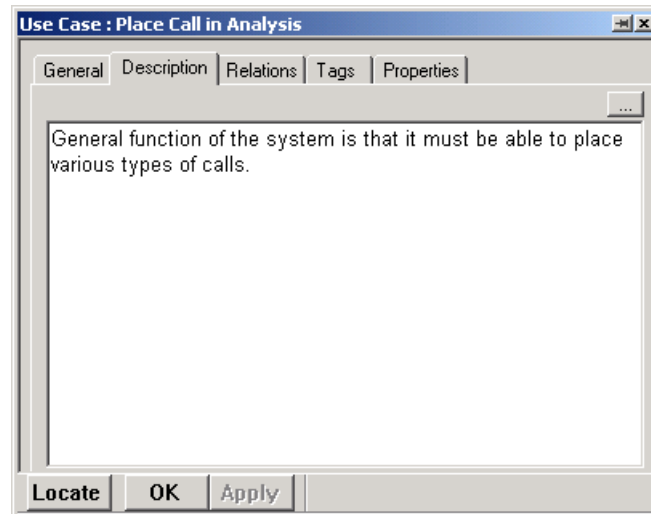 Use Case : Place Call in Analysis
General Description Relations Tags Properties
...
General function of the system is that it must be able to place
various types of calls.
Locate OK Apply